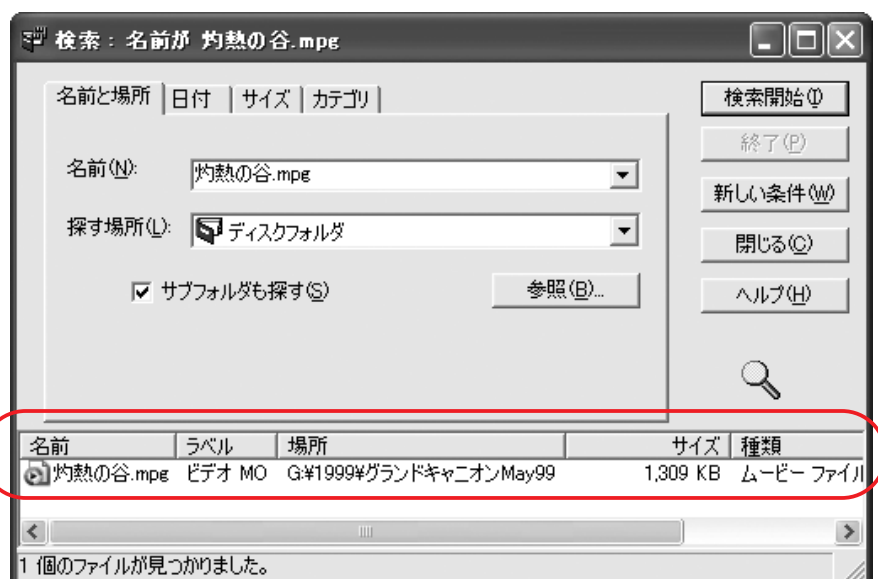 検索 : 名前が 灼熱の谷.mpg
名前と場所 日付 サイズ カテゴリ
検索開始(I)
終了(P)
名前(N): 灼熱の谷.mpg
新しい条件(W)
探す場所(L): ディスクフォルダ
閉じる(C)
サブフォルダも探す(S) 参照(B)...
ヘルプ(H)
名前 ラベル 場所 サイズ 種類
灼熱の谷.mpg ビデオ MO G:¥1999¥グランドキャニオンMay99 1,309 KB ムービー ファイル
1 個のファイルが見つかりました。